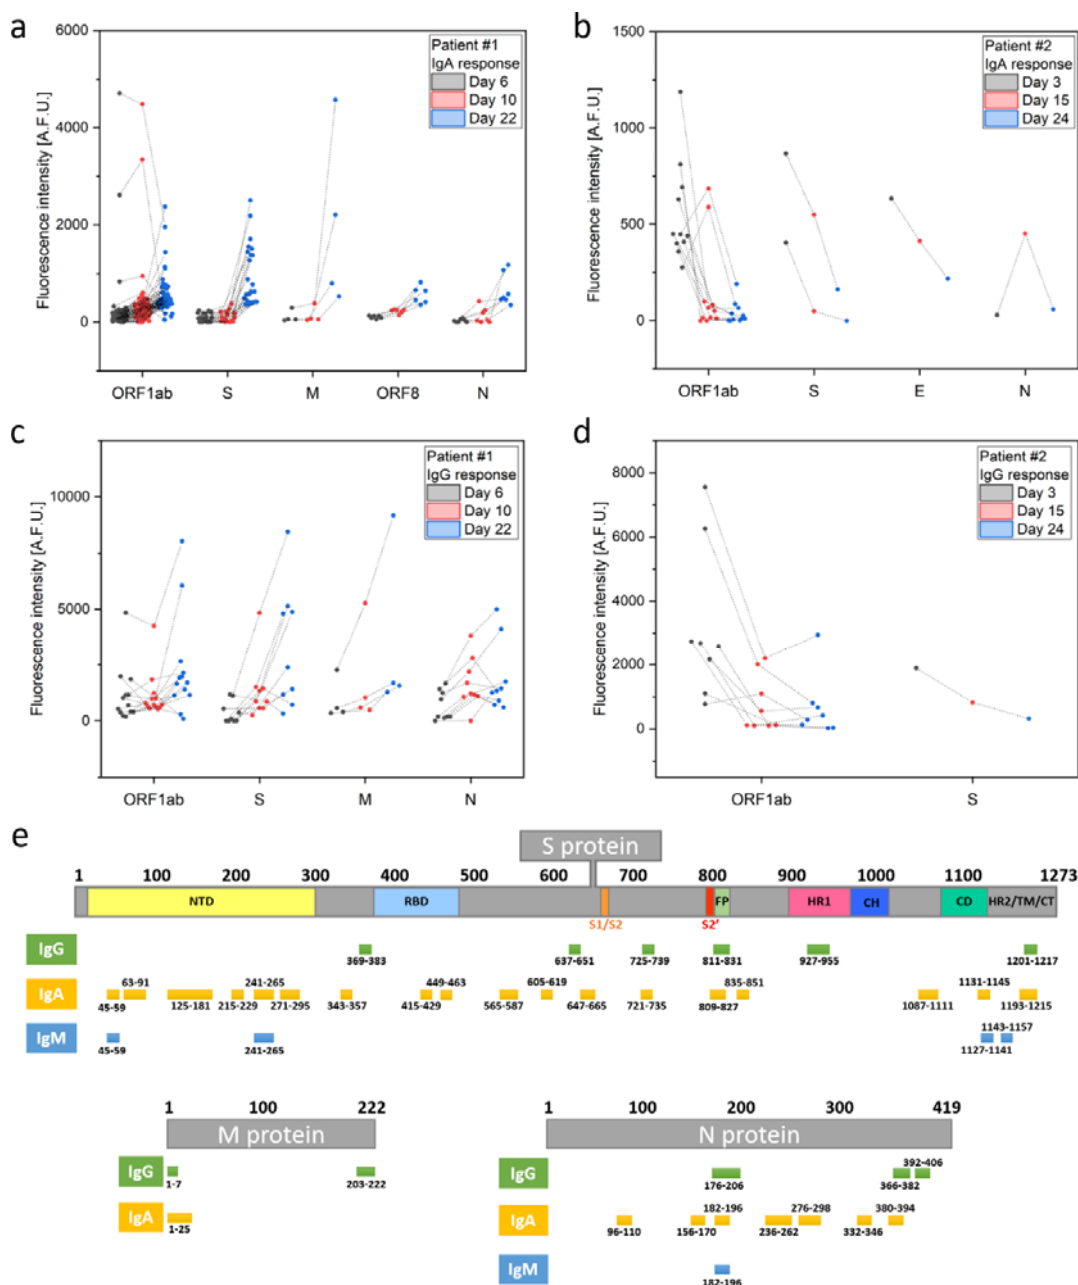 a
6000
4000
2000
0
Fluorescence intensity [A.F.U.]
Patient #1
IgA response
Day 6
Day 10
Day 22
ORF1ab S M ORF8 N
b
1500
1000
500
0
Fluorescence intensity [A.F.U.]
Patient #2
IgA response
Day 3
Day 15
Day 24
ORF1ab S E N
c
10000
5000
0
Fluorescence intensity [A.F.U.]
Patient #1
IgG response
Day 6
Day 10
Day 22
ORF1ab S M N
d
8000
6000
4000
2000
0
Fluorescence intensity [A.F.U.]
Patient #2
IgG response
Day 3
Day 15
Day 24
ORF1ab S
e
S protein
1 100 200 300 400 500 600 700 800 900 1000 1100 1273
NTD RBD FP HR1 CH CD HR2/TM/CT
S1/S2 S2'
IgG
369-383 637-651 725-739 811-831 927-955 1201-1217
63-91 241-265 449-463 605-619 835-851 1131-1145
IgA
45-59 125-181 215-229 271-295 343-357 415-429 565-587 647-665 721-735 809-827 1087-1111 1193-1215
IgM
1143-1157
45-59 241-265 1127-1141
1 100 222
M protein
IgG
1-7 203-222
IgA
1-25
1 100 200 300 419
N protein
392-406
IgG
176-206 366-382
182-196 276-298 380-394
IgA
96-110 156-170 236-262 332-346
IgM
182-196